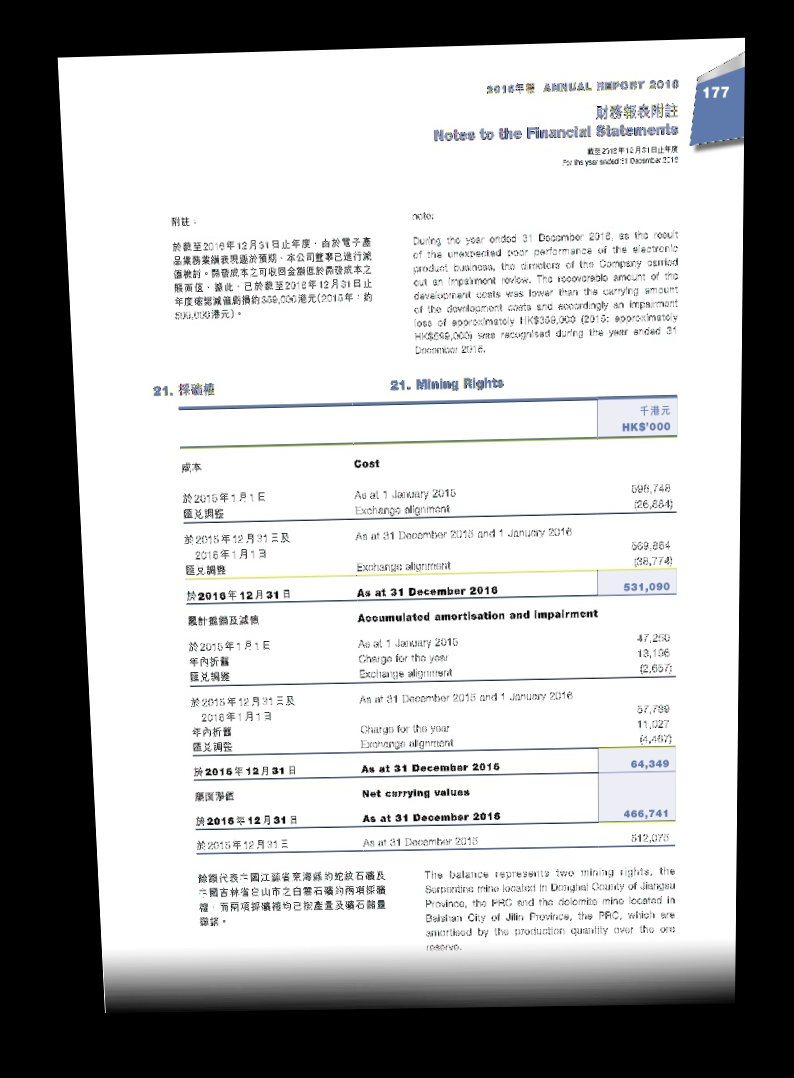 2016年報 ANNUAL REPORT 2016
177
財務報表附註
Notes to the Financial Statements
截至2016年12月31日止年度
For the year ended 31 December 2016
附註：
於截至2016年12月31日止年度，由於電子產
品業務業績表現遜於預期，本公司董事已進行減
值檢討。開發成本之可收回金額低於開發成本之
賬面值，據此，已於截至2016年12月31日止
年度確認減值虧損約 港元(2015年：約
港元)。
note:
During the year ended 31 December 2016, as the result
of the unexpected poor performance of the electronic
product business, the directors of the Company carried
out an impairment review. The recoverable amount of the
development costs was lower than the carrying amount
of the development costs and accordingly an impairment
loss of approximately (2015: approximately
was recognised during the year ended 31
December 2016.
21. 採礦權 21. Mining Rights
千港元
HK$'000
成本 Cost
於2015年1月1日 As at 1 January 2015 596,748
匯兌調整 Exchange alignment (26,884)
於2015年12月31日及 As at 31 December 2015 and 1 January 2016
2016年1月1日 569,864
匯兌調整 Exchange alignment (38,774)
於2016年12月31日 As at 31 December 2016 531,090
累計攤銷及減值 Accumulated amortisation and impairment
於2015年1月1日 As at 1 January 2015 47,250
年內折舊 Charge for the year 13,196
匯兌調整 Exchange alignment (2,657)
於2015年12月31日及 As at 31 December 2015 and 1 January 2016
2016年1月1日 57,789
年內折舊 Charge for the year 11,027
匯兌調整 Exchange alignment (4,467)
於2016年12月31日 As at 31 December 2016 64,349
賬面淨值 Net carrying values
於2016年12月31日 As at 31 December 2016 466,741
於2015年12月31日 As at 31 December 2015 512,075
餘額代表中國江蘇省東海縣的蛇紋石礦及
中國吉林省白山市之白雲石礦的兩項採礦
權，而兩項採礦權均已按產量及礦石儲量
攤銷。
The balance represents two mining rights, the
Serpentine mine located in Donghai County of Jiangsu
Province, the PRC and the dolomite mine located in
Baishan City of Jilin Province, the PRC, which are
amortised by the production quantity over the ore
reserve.